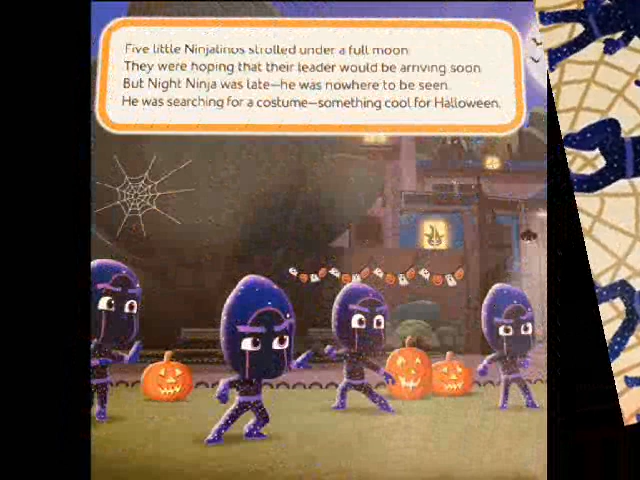 Five little Ninjalinos strolled under a full moon.
They were hoping that their leader would be arriving soon.
But Night Ninja was late—he was nowhere to be seen.
He was searching for a costume—something cool for Halloween.